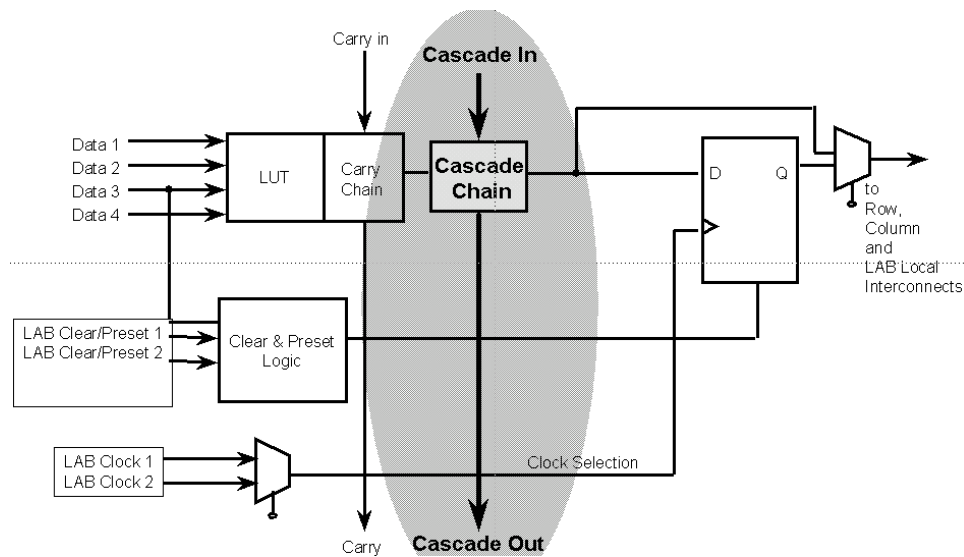 Carry in
Cascade In
Data 1
Data 2
Data 3
Data 4
LUT
Carry
Chain
Cascade
Chain
D
Q
to
Row,
Column
and
LAB Local
Interconnects
LAB Clear/Preset 1
LAB Clear/Preset 2
Clear & Preset
Logic
LAB Clock 1
LAB Clock 2
Clock Selection
Carry
Cascade Out